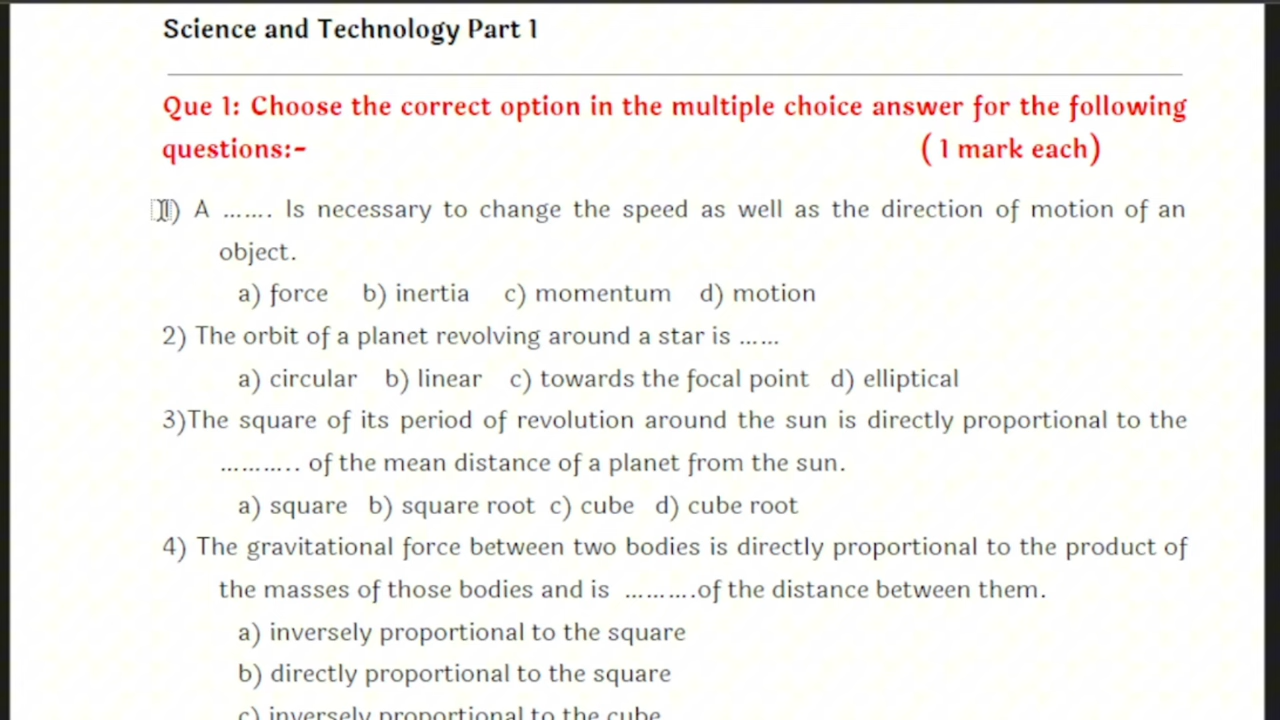 Science and Technology Part 1
Que 1: Choose the correct option in the multiple choice answer for the following
questions:- ( 1 mark each)
1) A ……. Is necessary to change the speed as well as the direction of motion of an
object.
a) force b) inertia c) momentum d) motion
2) The orbit of a planet revolving around a star is ……
a) circular b) linear c) towards the focal point d) elliptical
3)The square of its period of revolution around the sun is directly proportional to the
……….. of the mean distance of a planet from the sun.
a) square b) square root c) cube d) cube root
4) The gravitational force between two bodies is directly proportional to the product of
the masses of those bodies and is ……….of the distance between them.
a) inversely proportional to the square
b) directly proportional to the square
c) inversely proportional to the cube